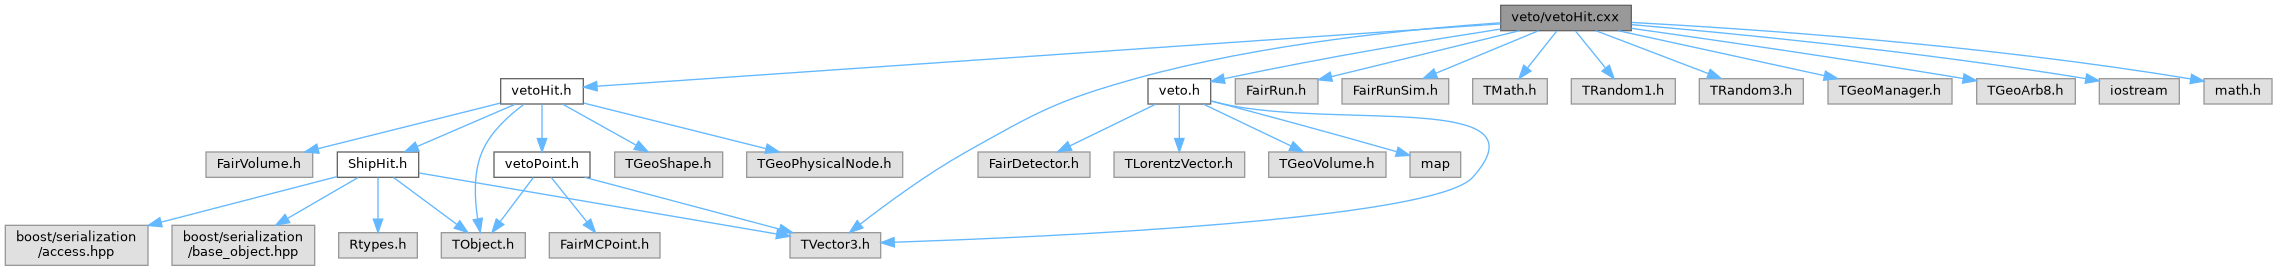 veto/vetoHit.cxx
vetoHit.h
veto.h
FairRun.h
FairRunSim.h
TMath.h
TRandom1.h
TRandom3.h
TGeoManager.h
TGeoArb8.h
iostream
math.h
FairVolume.h
ShipHit.h
vetoPoint.h
TGeoShape.h
TGeoPhysicalNode.h
FairDetector.h
TLorentzVector.h
TGeoVolume.h
map
boost/serialization
/access.hpp
boost/serialization
/base_object.hpp
Rtypes.h
TObject.h
FairMCPoint.h
TVector3.h